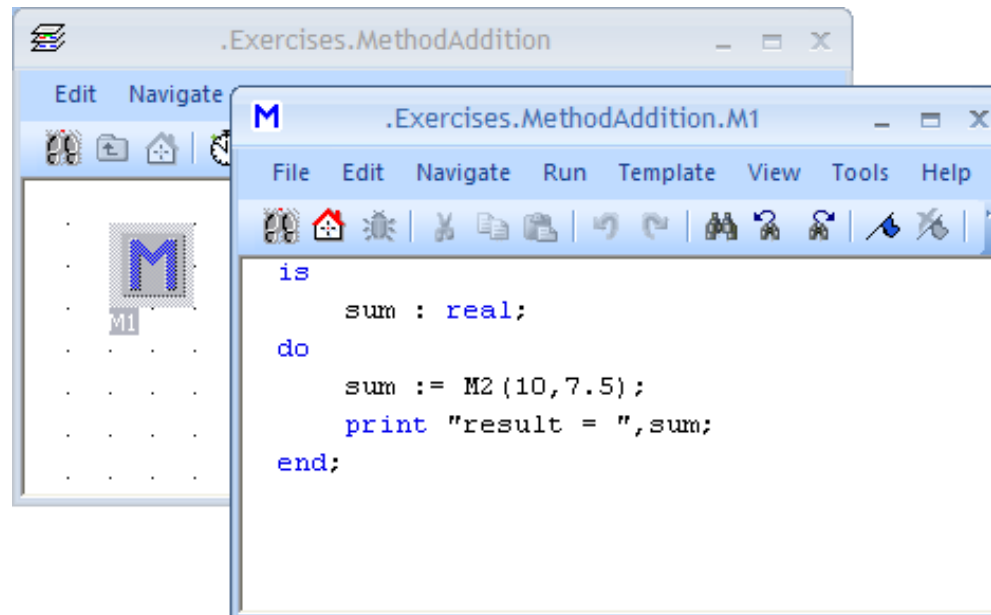 .Exercises.MethodAddition
Edit Navigate
M .Exercises.MethodAddition.M1
File Edit Navigate Run Template View Tools Help
M
M1
is
sum : real;
do
sum := M2(10,7.5);
print "result = ",sum;
end;